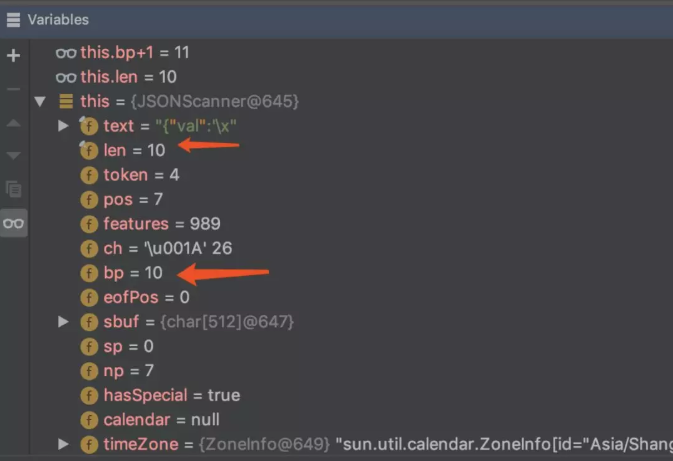 Variables
this.bp+1 = 11
this.len = 10
this = {JSONScanner@645}
f text = "{"val":'\x"
f len = 10
f token = 4
f pos = 7
f features = 989
f ch = '\u001A' 26
f bp = 10
f eofPos = 0
f sbuf = {char[512]@647}
f sp = 0
f np = 7
f hasSpecial = true
f calendar = null
f timeZone = {ZoneInfo@649} "sun.util.calendar.ZoneInfo[id="Asia/Shang